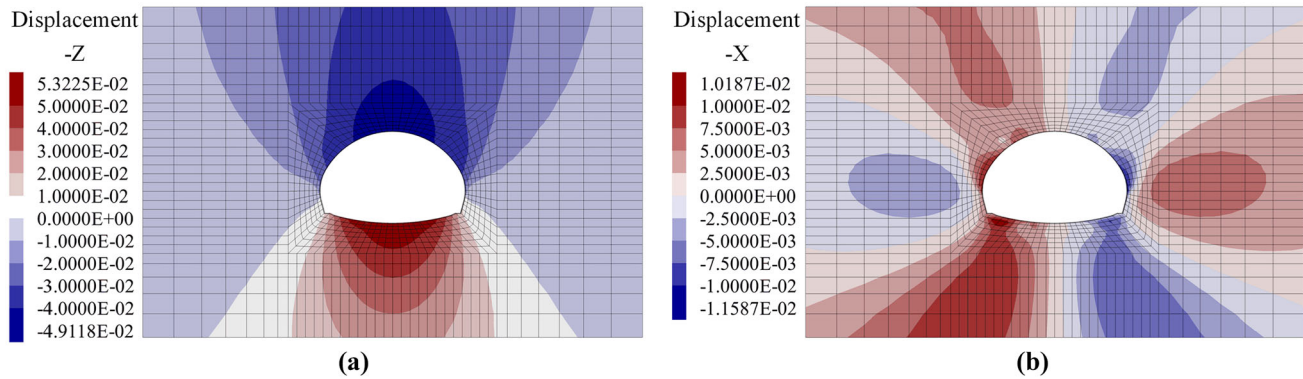 Displacement
-Z
5.3225E-02
5.0000E-02
4.0000E-02
3.0000E-02
2.0000E-02
1.0000E-02
0.0000E+00
-1.0000E-02
-2.0000E-02
-3.0000E-02
-4.0000E-02
-4.9118E-02
(a)
Displacement
-X
1.0187E-02
1.0000E-02
7.5000E-03
5.0000E-03
2.5000E-03
0.0000E+00
-2.5000E-03
-5.0000E-03
-7.5000E-03
-1.0000E-02
-1.1587E-02
(b)